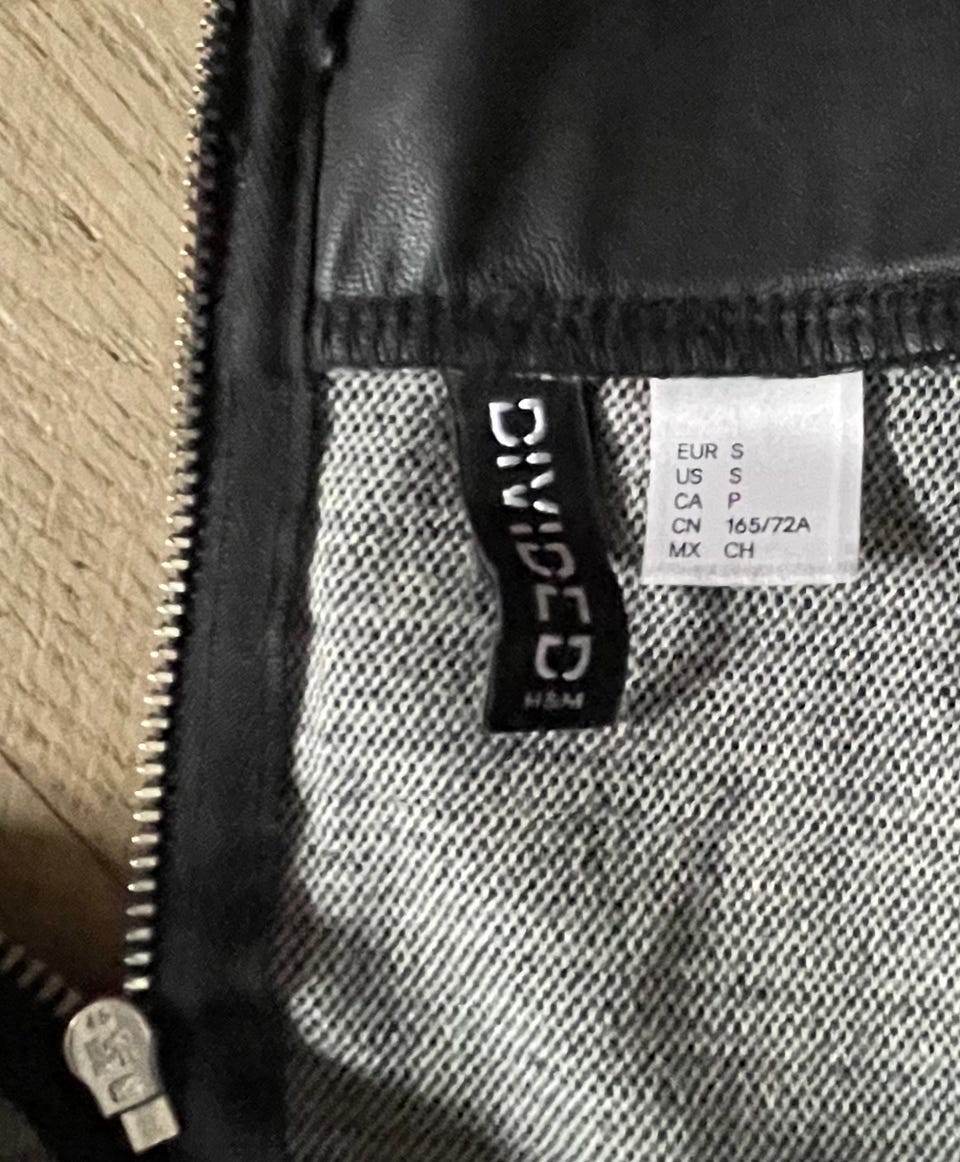 DIVIDED
H&M
EUR S
US S
CA P
CN 165/72A
MX CH